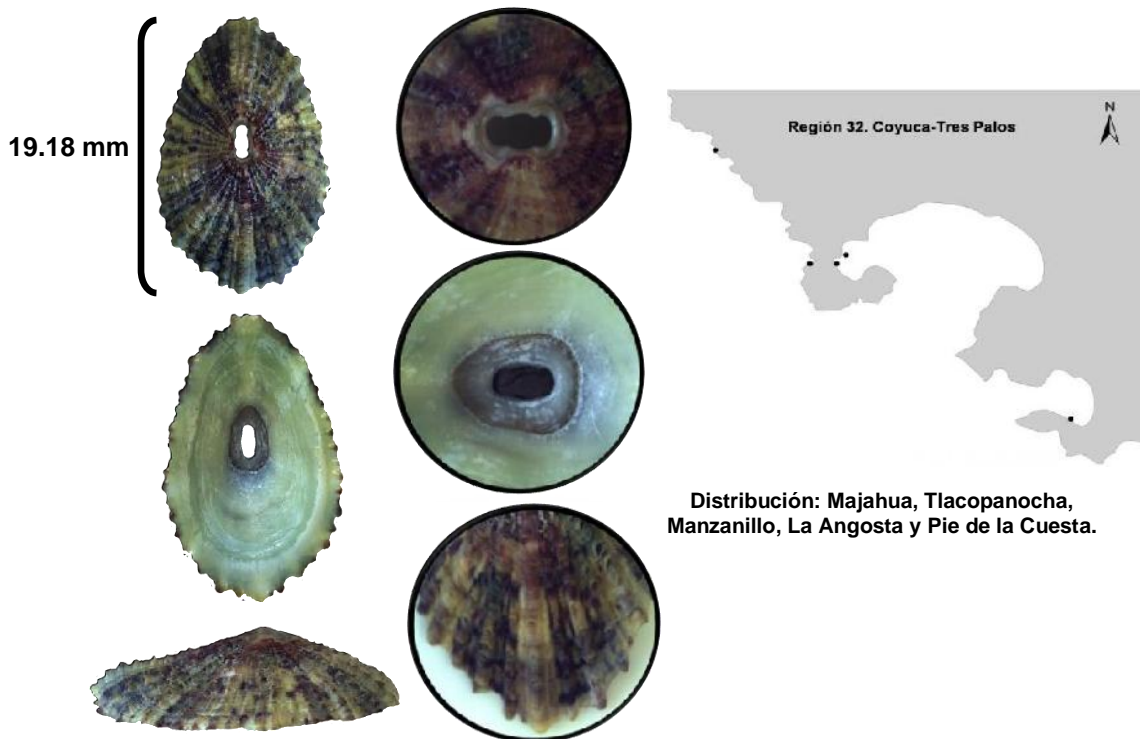 19.18 mm
Región 32. Coyuca-Tres Palos
N
Distribución: Majahua, Tlacopanocha,
Manzanillo, La Angosta y Pie de la Cuesta.